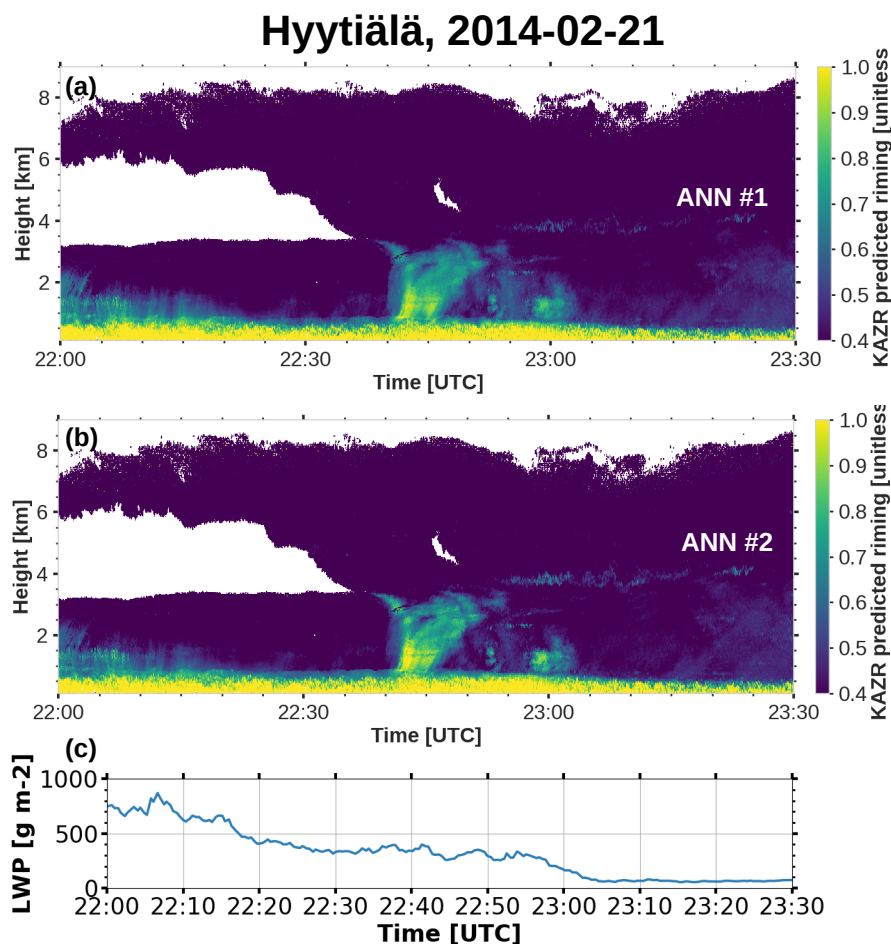 Hyytiälä, 2014-02-21
(a)
8
6
4
2
Height [km]
ANN #1
22:00 22:30 23:00 23:30
Time [UTC]
1.0
0.9
0.8
0.7
0.6
0.5
0.4
KAZR predicted riming [unitless
(b)
8
6
4
2
Height [km]
ANN #2
22:00 22:30 23:00 23:30
Time [UTC]
1.0
0.9
0.8
0.7
0.6
0.5
0.4
KAZR predicted riming [unitless
(c)
1000
500
0
LWP [g m-2]
22:00 22:10 22:20 22:30 22:40 22:50 23:00 23:10 23:20 23:30
Time [UTC]